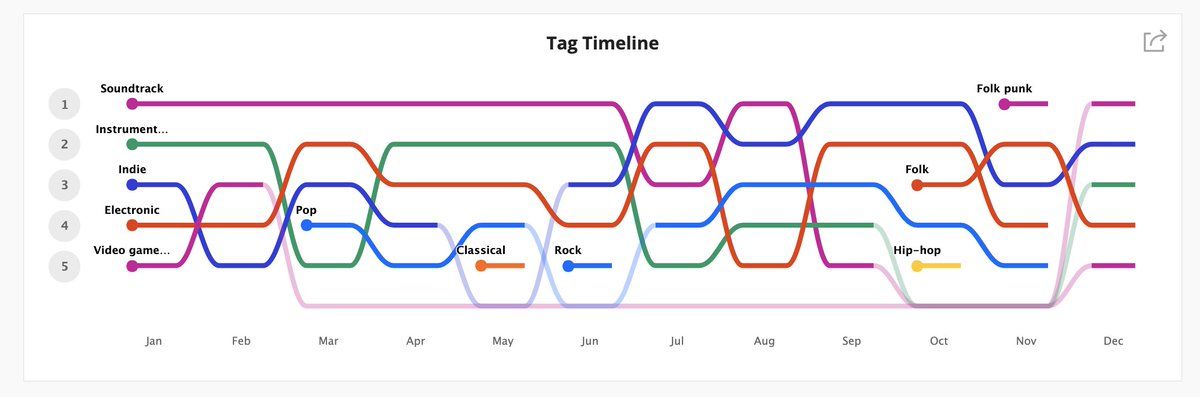 Tag Timeline
Soundtrack
Folk punk
1
Instrument...
2
Indie
Folk
3
Electronic
Pop
4
Video game...
Classical
Rock
Hip-hop
5
Jan
Feb
Mar
Apr
May
Jun
Jul
Aug
Sep
Oct
Nov
Dec